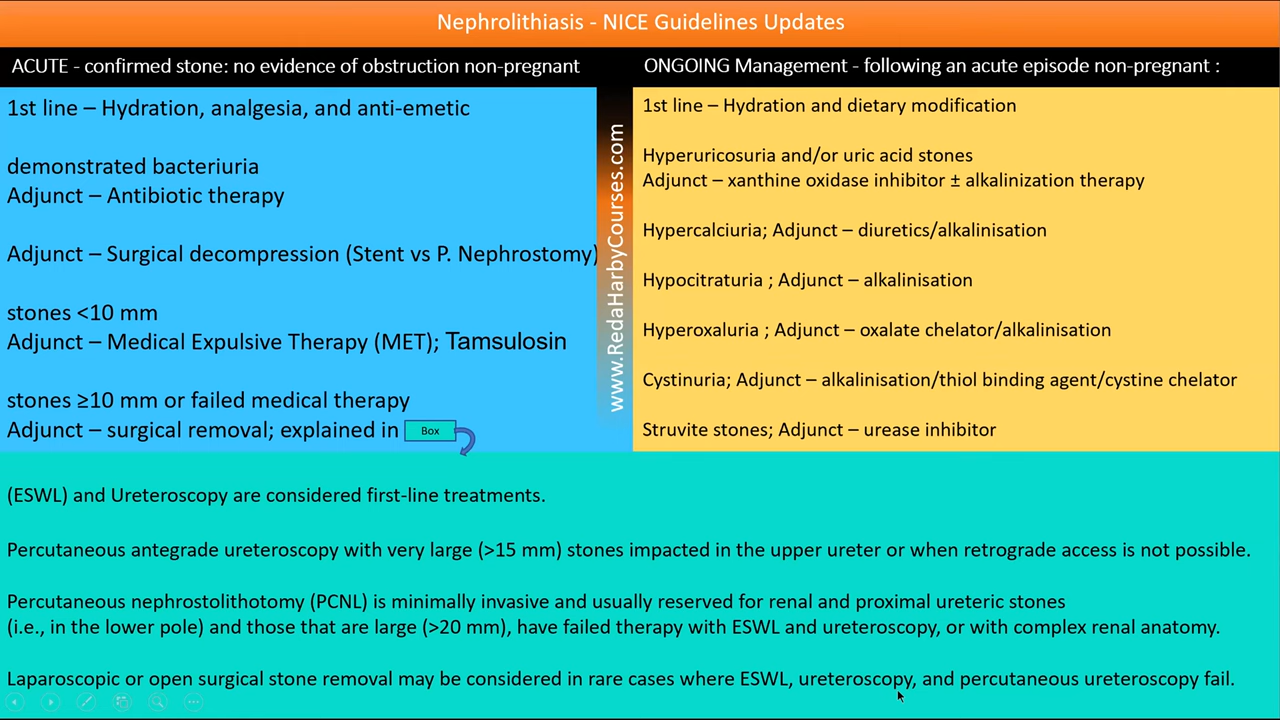 Nephrolithiasis - NICE Guidelines Updates
ACUTE - confirmed stone: no evidence of obstruction non-pregnant
1st line – Hydration, analgesia, and anti-emetic
demonstrated bacteriuria
Adjunct – Antibiotic therapy
Adjunct – Surgical decompression (Stent vs P. Nephrostomy)
stones <10 mm
Adjunct – Medical Expulsive Therapy (MET); Tamsulosin
stones ≥10 mm or failed medical therapy
Adjunct – surgical removal; explained in Box
www.RedaHarbyCourses.com
ONGOING Management - following an acute episode non-pregnant :
1st line – Hydration and dietary modification
Hyperuricosuria and/or uric acid stones
Adjunct – xanthine oxidase inhibitor ± alkalinization therapy
Hypercalciuria; Adjunct – diuretics/alkalinisation
Hypocitraturia ; Adjunct – alkalinisation
Hyperoxaluria ; Adjunct – oxalate chelator/alkalinisation
Cystinuria; Adjunct – alkalinisation/thiol binding agent/cystine chelator
Struvite stones; Adjunct – urease inhibitor
(ESWL) and Ureteroscopy are considered first-line treatments.
Percutaneous antegrade ureteroscopy with very large (>15 mm) stones impacted in the upper ureter or when retrograde access is not possible.
Percutaneous nephrostolithotomy (PCNL) is minimally invasive and usually reserved for renal and proximal ureteric stones
(i.e., in the lower pole) and those that are large (>20 mm), have failed therapy with ESWL and ureteroscopy, or with complex renal anatomy.
Laparoscopic or open surgical stone removal may be considered in rare cases where ESWL, ureteroscopy, and percutaneous ureteroscopy fail.